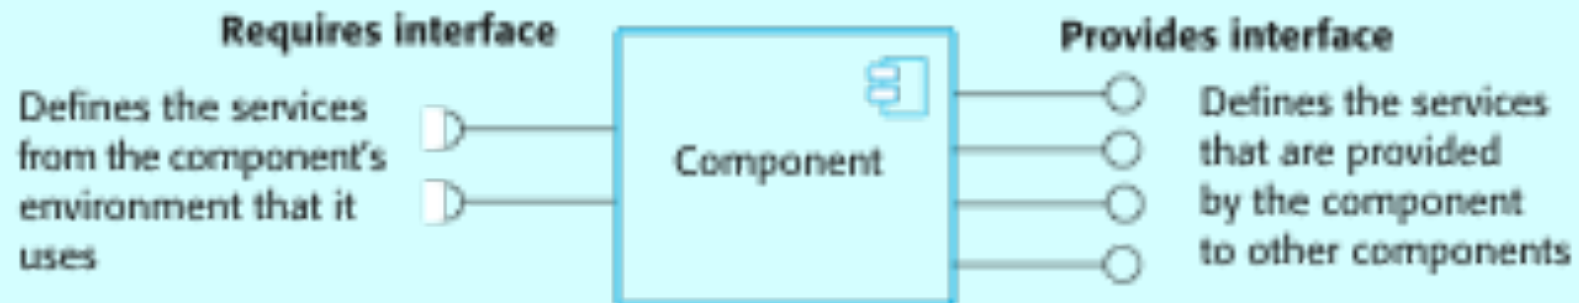 Requires interface
Defines the services
from the component's
environment that it
uses
Component
Provides interface
Defines the services
that are provided
by the component
to other components